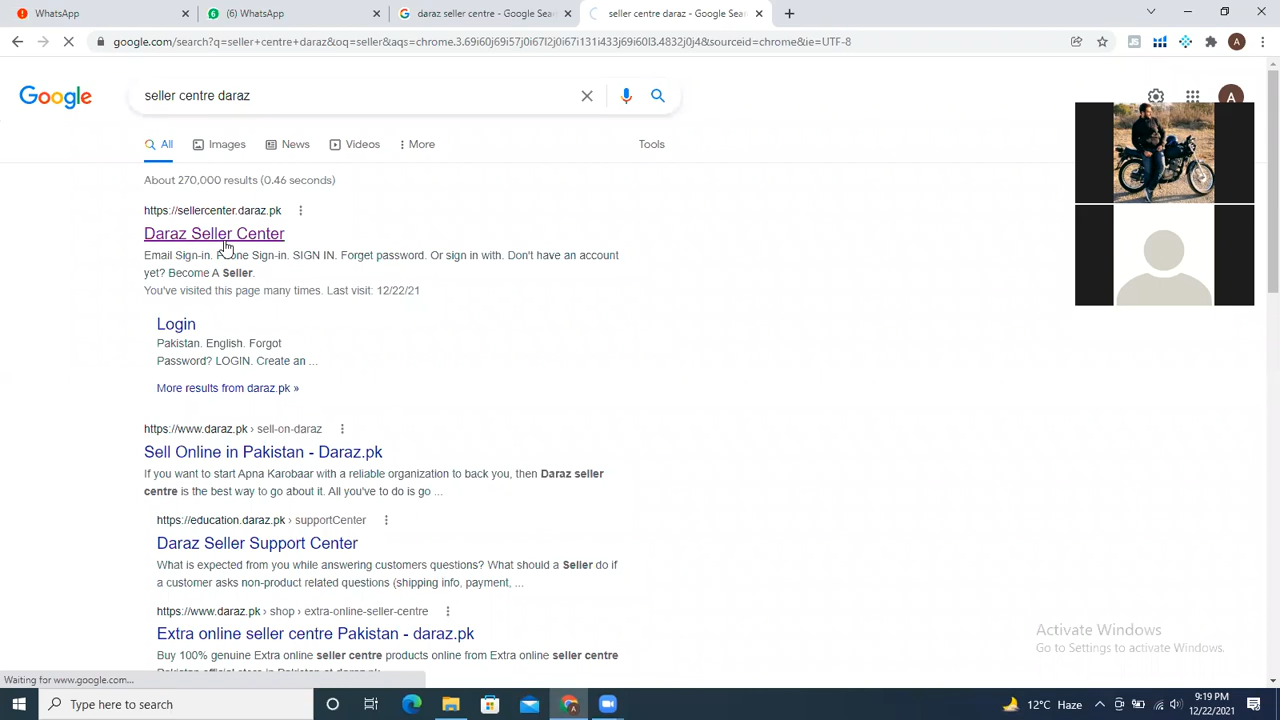 WhatsApp
(6) WhatsApp
daraz seller centre - Google Sea
seller centre daraz - Google Sea
google.com/search?q=seller+centre+daraz&oq=seller&aqs=chrome.3.69i60j69i57j0i67l2j0i67i131i433j69i60l3.4832j0j4&sourceid=chrome&ie=UTF-8
A
Google
seller centre daraz
A
All
Images
News
Videos
More
Tools
About 270,000 results (0.46 seconds)
https://sellercenter.daraz.pk
Daraz Seller Center
Email Sign-in. Phone Sign-in. SIGN IN. Forget password. Or sign in with. Don't have an account
yet? Become A Seller.
You've visited this page many times. Last visit: 12/22/21
Login
Pakistan. English. Forgot
Password? LOGIN. Create an ...
More results from daraz.pk »
https://www.daraz.pk › sell-on-daraz
Sell Online in Pakistan - Daraz.pk
If you want to start Apna Karobaar with a reliable organization to back you, then Daraz seller
centre is the best way to go about it. All you've to do is go ...
https://education.daraz.pk › supportCenter
Daraz Seller Support Center
What is expected from you while answering customers questions? What should a Seller do if
a customer asks non-product related questions (shipping info, payment, ...
https://www.daraz.pk › shop › extra-online-seller-centre
Extra online seller centre Pakistan - daraz.pk
Buy 100% genuine Extra online seller centre products online from Extra online seller centre
Pakistan official store in Pakistan at daraz.pk
Activate Windows
Go to Settings to activate Windows.
Waiting for www.google.com...
Type here to search
12°C Haze
9:19 PM
12/22/2021